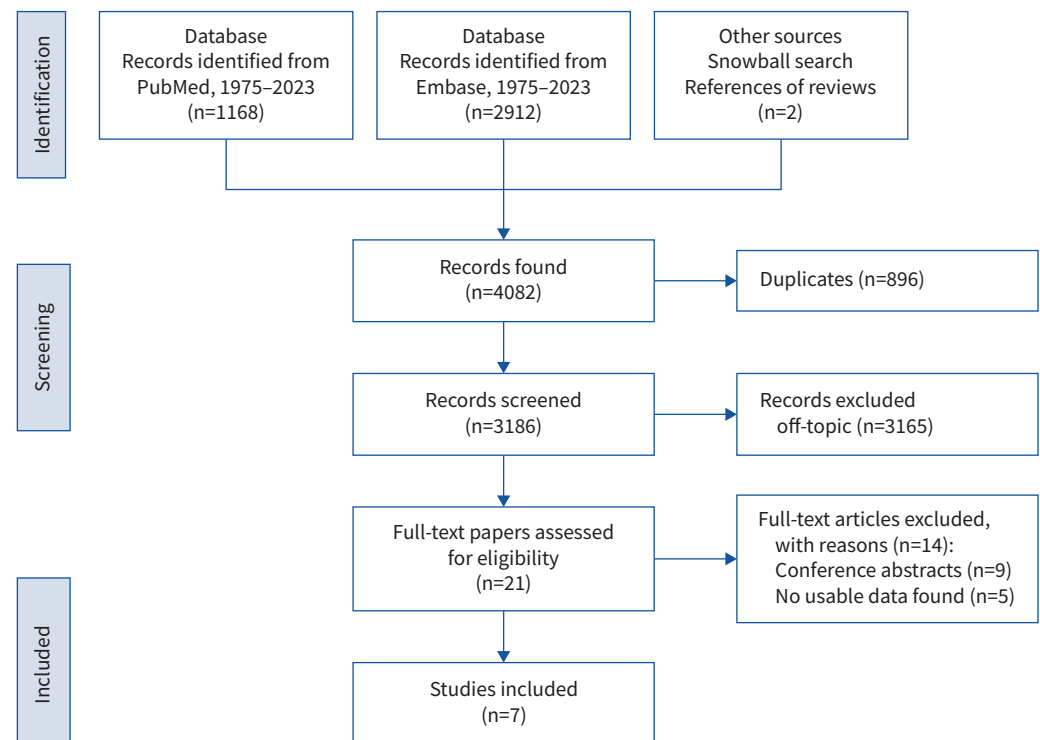 Identification
Database
Records identified from
PubMed, 1975–2023
(n=1168)
Database
Records identified from
Embase, 1975–2023
(n=2912)
Other sources
Snowball search
References of reviews
(n=2)
Screening
Records found
(n=4082)
Duplicates (n=896)
Records screened
(n=3186)
Records excluded
off-topic (n=3165)
Full-text papers assessed
for eligibility
(n=21)
Full-text articles excluded,
with reasons (n=14):
Conference abstracts (n=9)
No usable data found (n=5)
Included
Studies included
(n=7)